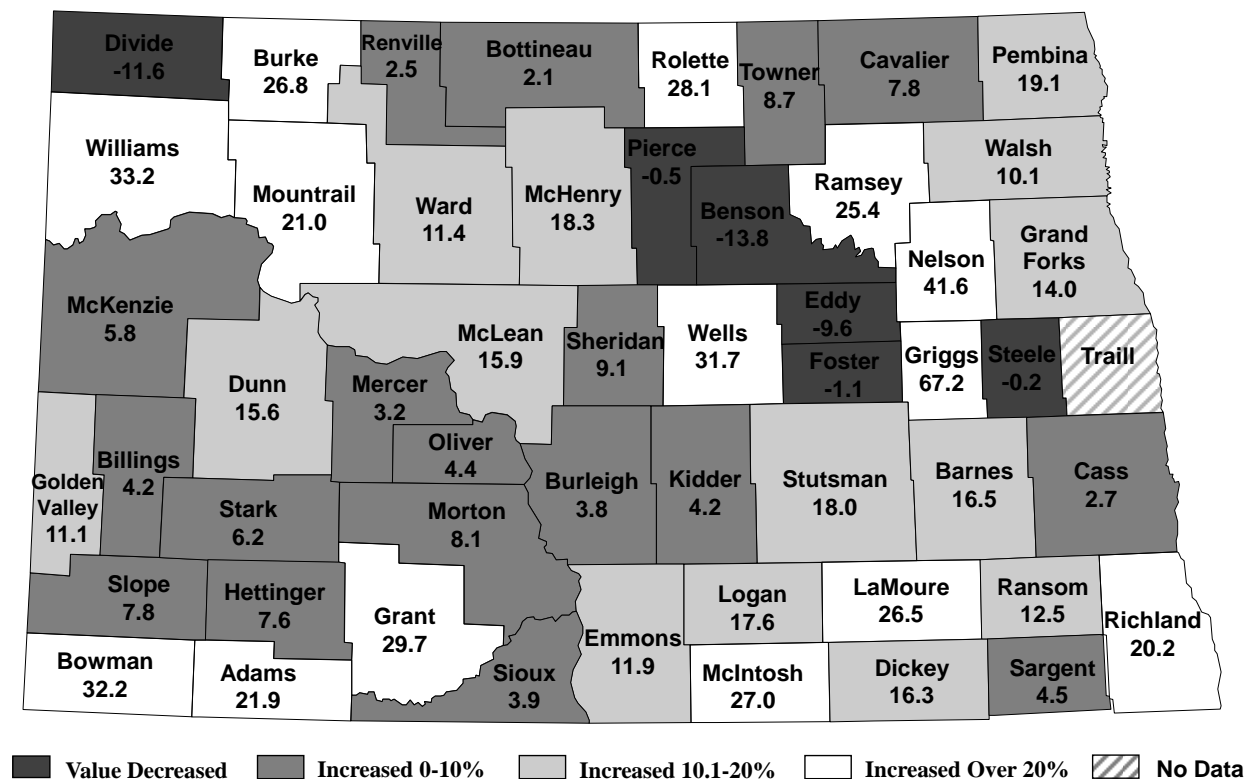 Divide
-11.6
Burke
26.8
Renville
2.5
Bottineau
2.1
Rolette
28.1
Towner
8.7
Cavalier
7.8
Pembina
19.1
Williams
33.2
Mountrail
21.0
Ward
11.4
McHenry
18.3
Pierce
-0.5
Benson
-13.8
Ramsey
25.4
Walsh
10.1
Nelson
41.6
Grand
Forks
14.0
McKenzie
5.8
Dunn
15.6
McLean
15.9
Mercer
3.2
Oliver
4.4
Sheridan
9.1
Wells
31.7
Eddy
-9.6
Foster
-1.1
Griggs
67.2
Steele
-0.2
Traill
Golden
Valley
11.1
Billings
4.2
Stark
6.2
Morton
8.1
Burleigh
3.8
Kidder
4.2
Stutsman
18.0
Barnes
16.5
Cass
2.7
Slope
7.8
Hettinger
7.6
Grant
29.7
Sioux
3.9
Emmons
11.9
Logan
17.6
LaMoure
26.5
Ransom
12.5
Richland
20.2
Bowman
32.2
Adams
21.9
McIntosh
27.0
Dickey
16.3
Sargent
4.5
Value Decreased
Increased 0-10%
Increased 10.1-20%
Increased Over 20%
No Data